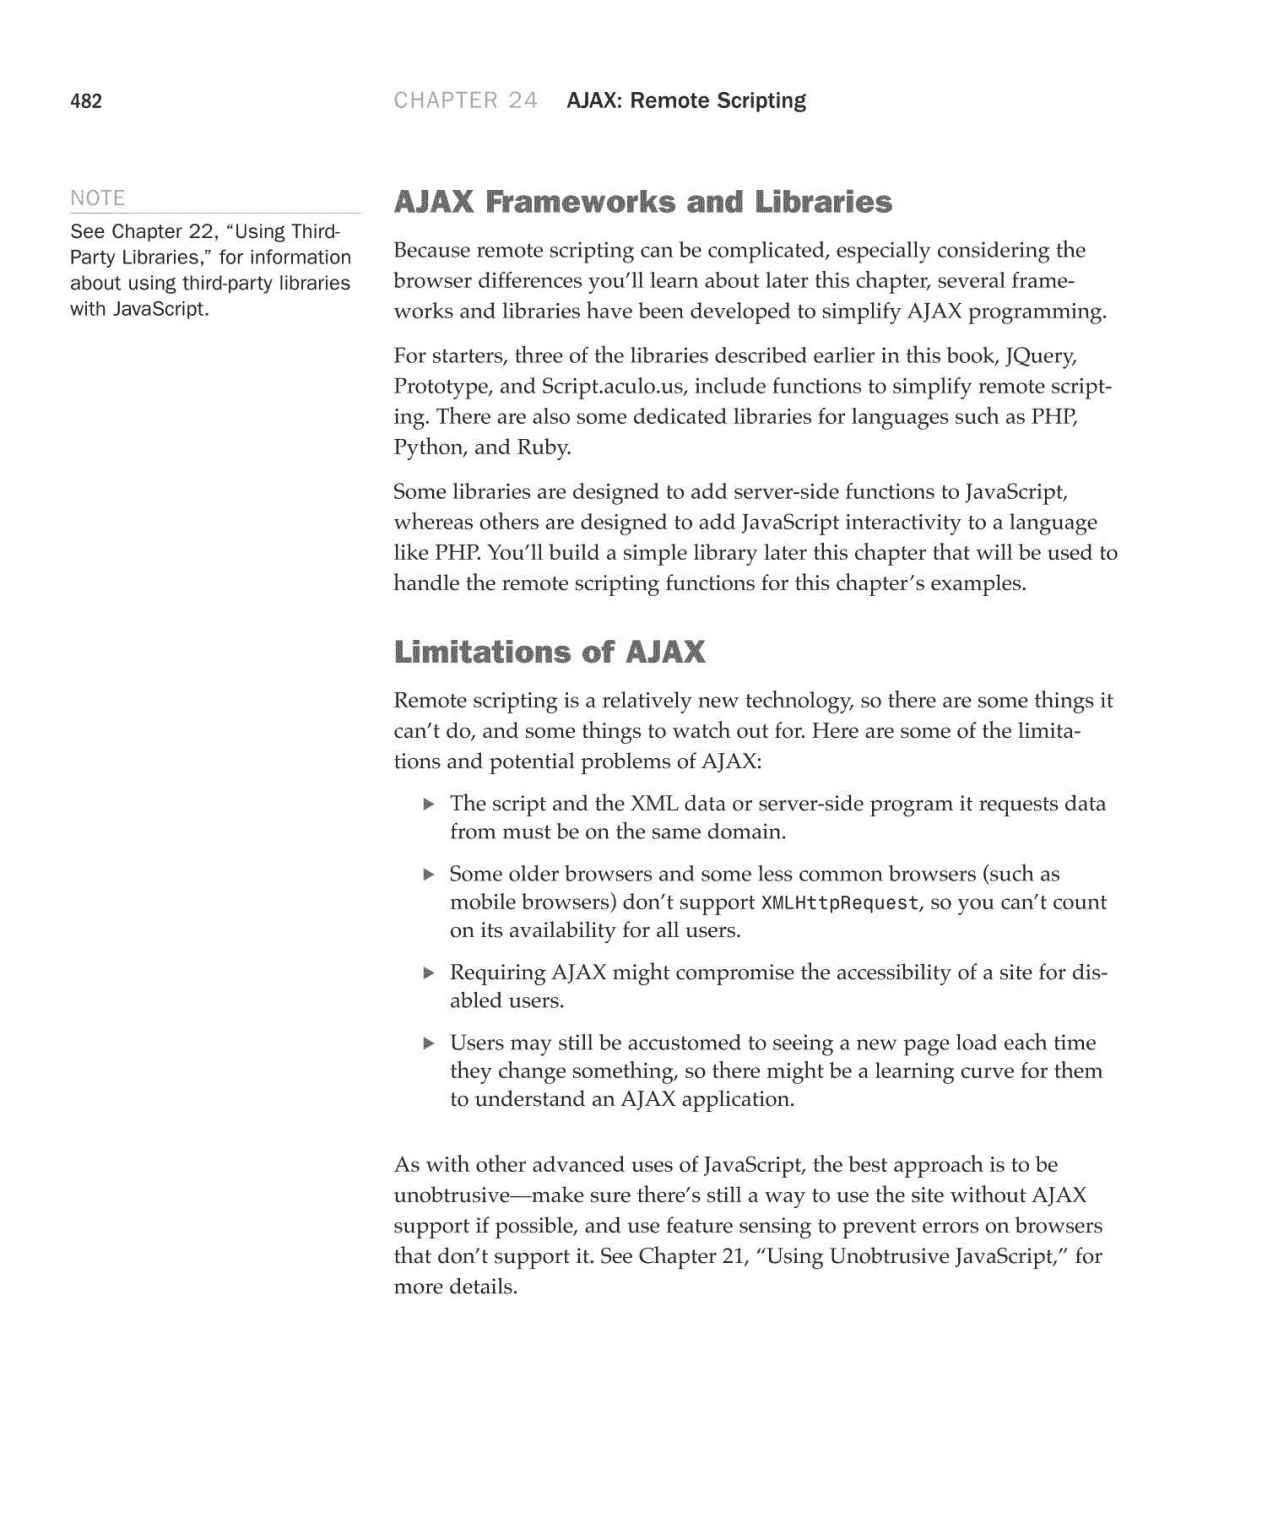 482
CHAPTER 24 AJAX: Remote Scripting
NOTE
See Chapter 22, “Using Third-
Party Libraries,” for information
about using third-party libraries
with JavaScript.
AJAX Frameworks and Libraries
Because remote scripting can be complicated, especially considering the
browser differences you’ll learn about later this chapter, several frame-
works and libraries have been developed to simplify AJAX programming.
For starters, three of the libraries described earlier in this book, JQuery,
Prototype, and Script.aculo.us, include functions to simplify remote script-
ing. There are also some dedicated libraries for languages such as PHP,
Python, and Ruby.
Some libraries are designed to add server-side functions to JavaScript,
whereas others are designed to add JavaScript interactivity to a language
like PHP. You’ll build a simple library later this chapter that will be used to
handle the remote scripting functions for this chapter’s examples.
Limitations of AJAX
Remote scripting is a relatively new technology, so there are some things it
can’t do, and some things to watch out for. Here are some of the limita-
tions and potential problems of AJAX:
▶ The script and the XML data or server-side program it requests data
from must be on the same domain.
▶ Some older browsers and some less common browsers (such as
mobile browsers) don’t support XMLHttpRequest, so you can’t count
on its availability for all users.
▶ Requiring AJAX might compromise the accessibility of a site for dis-
abled users.
▶ Users may still be accustomed to seeing a new page load each time
they change something, so there might be a learning curve for them
to understand an AJAX application.
As with other advanced uses of JavaScript, the best approach is to be
unobtrusive—make sure there’s still a way to use the site without AJAX
support if possible, and use feature sensing to prevent errors on browsers
that don’t support it. See Chapter 21, “Using Unobtrusive JavaScript,” for
more details.